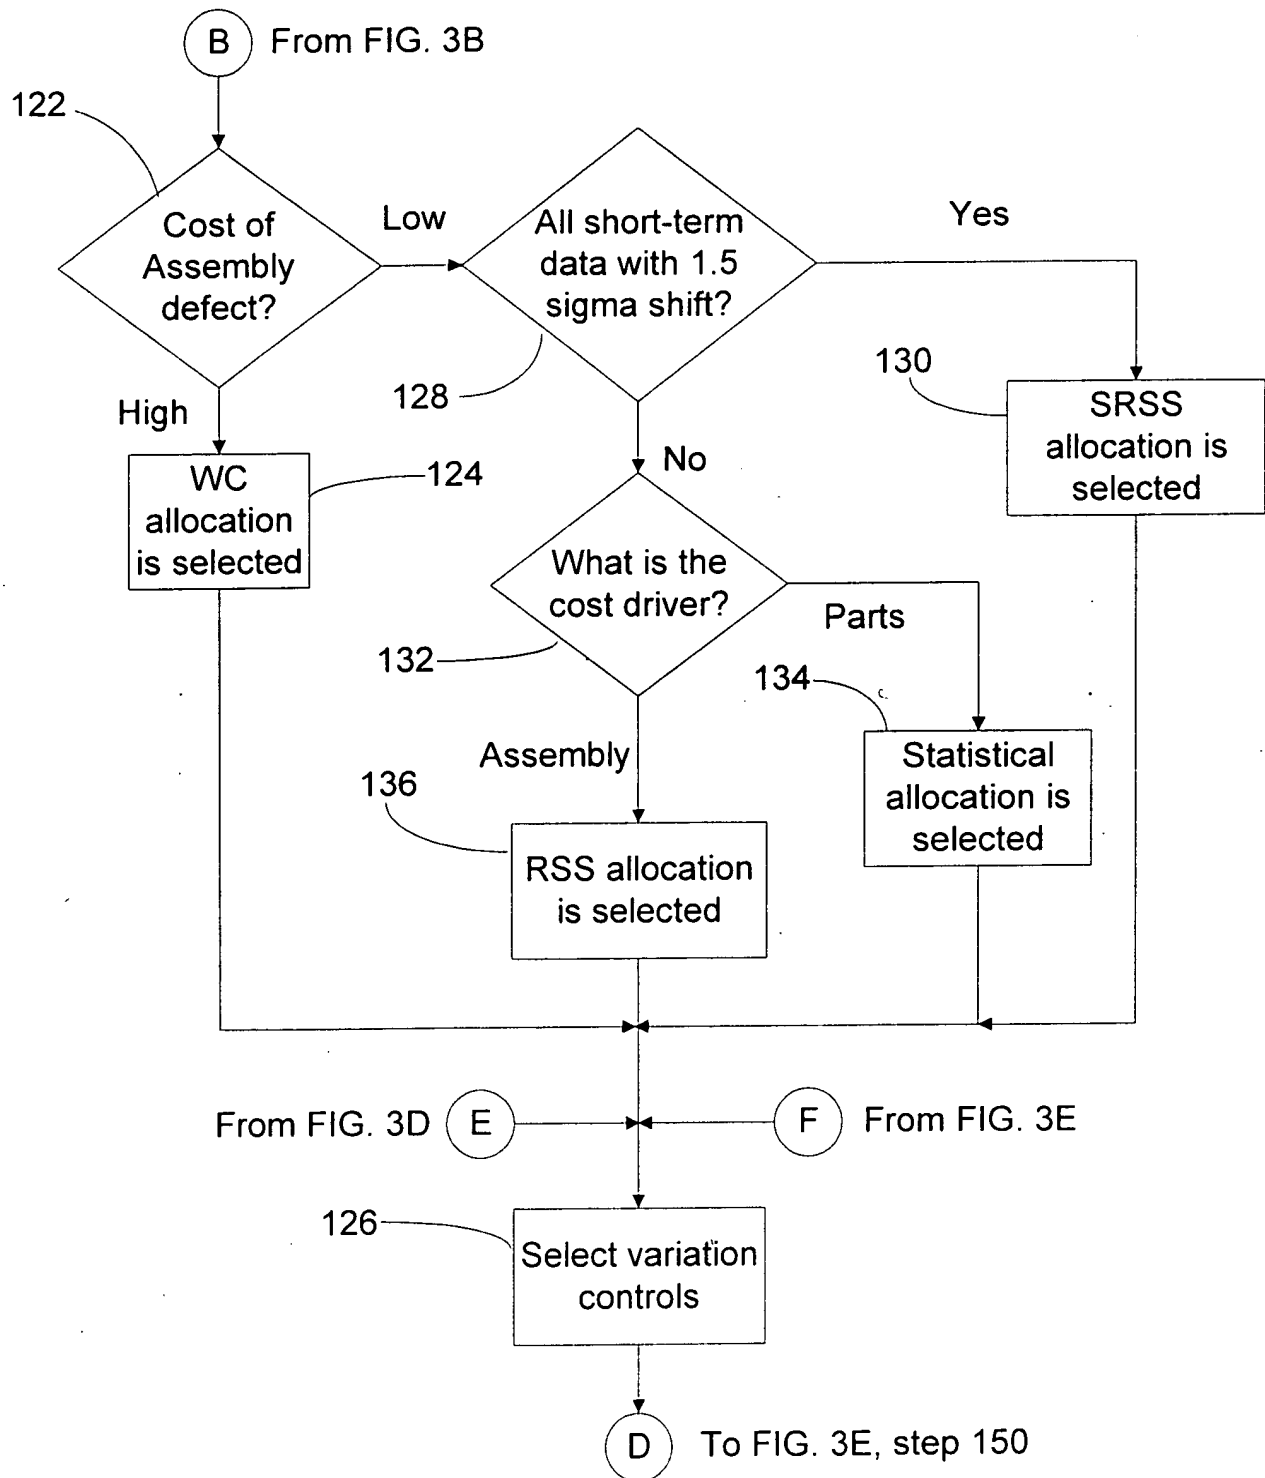 B From FIG. 3B
122
Cost of
Assembly
defect?
Low
All short-term
data with 1.5
sigma shift?
Yes
128
130
SRSS
allocation is
selected
High
WC
allocation
is selected
124
No
What is the
cost driver?
Parts
132
134
Statistical
allocation is
selected
Assembly
136
RSS allocation
is selected
From FIG. 3D E
F From FIG. 3E
126
Select variation
controls
D To FIG. 3E, step 150